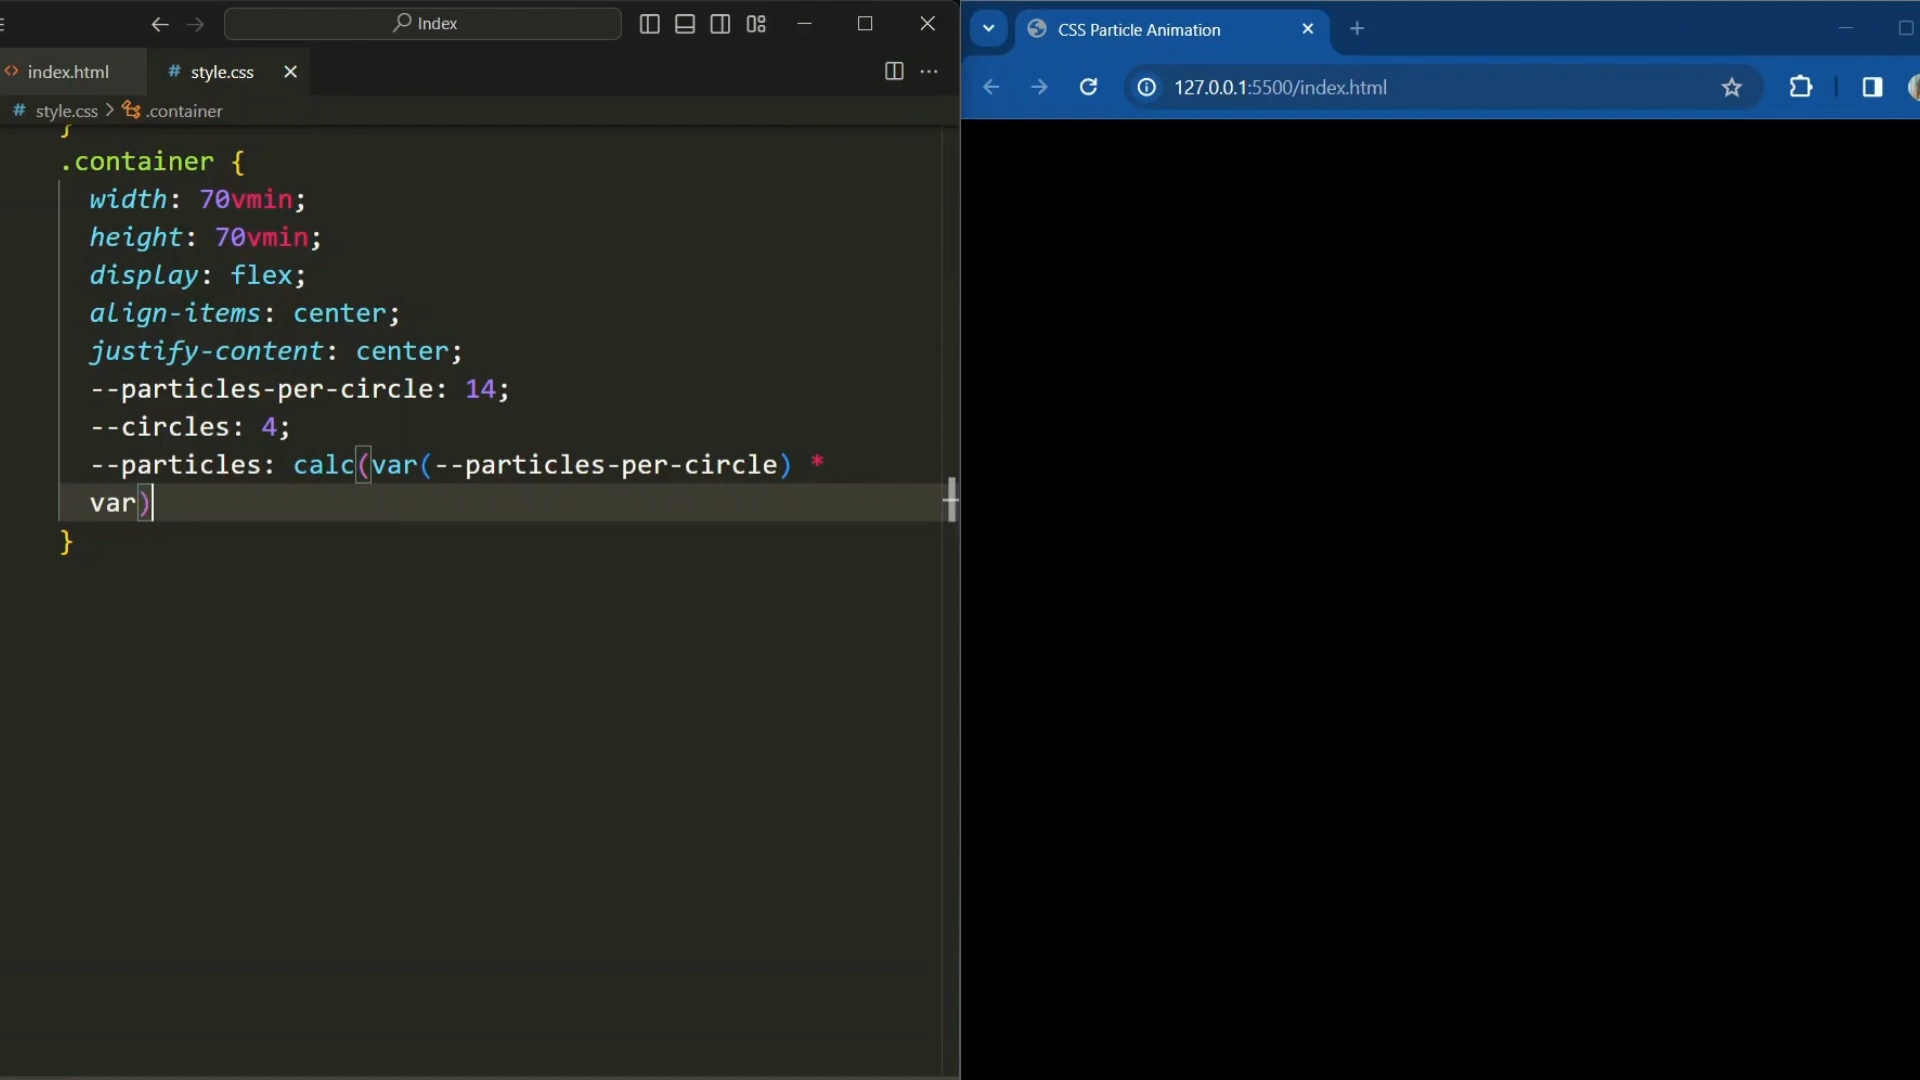 Index
index.html
# style.css
# style.css > .container
}
.container {
width: 70vmin;
height: 70vmin;
display: flex;
align-items: center;
justify-content: center;
--particles-per-circle: 14;
--circles: 4;
--particles: calc(var(--particles-per-circle) *
var)
}
CSS Particle Animation
127.0.0.1:5500/index.html